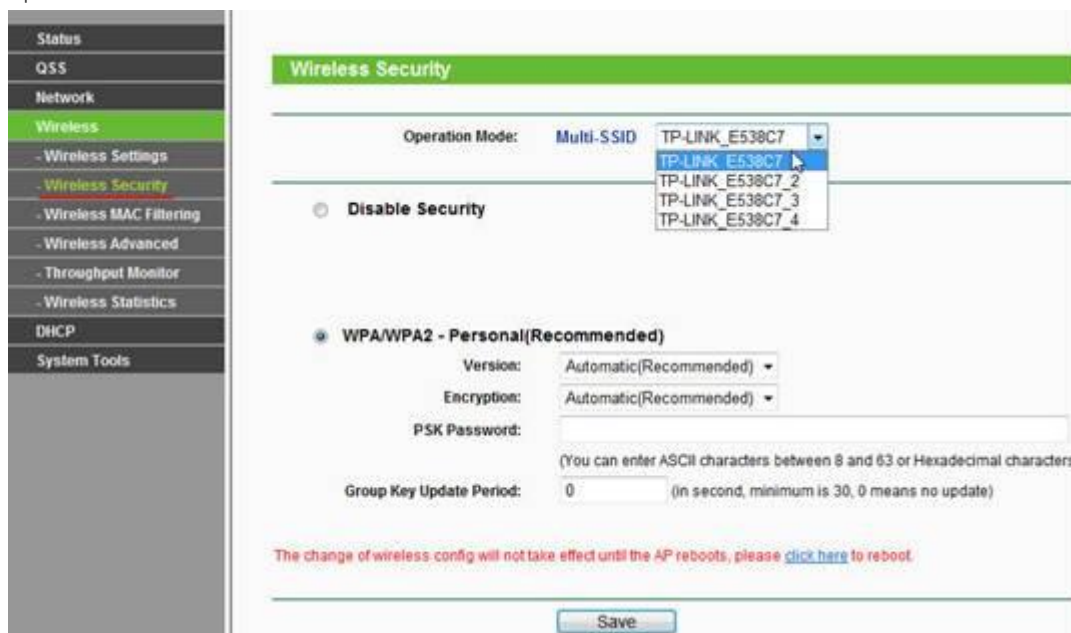 Status
QSS
Network
Wireless
- Wireless Settings
- Wireless Security
- Wireless MAC Filtering
- Wireless Advanced
- Throughput Monitor
- Wireless Statistics
DHCP
System Tools
Wireless Security
Operation Mode: Multi-SSID TP-LINK_E538C7
TP-LINK_E538C7
TP-LINK_E538C7_2
TP-LINK_E538C7_3
TP-LINK_E538C7_4
Disable Security
WPA/WPA2 - Personal(Recommended)
Version: Automatic(Recommended)
Encryption: Automatic(Recommended)
PSK Password:
(You can enter ASCII characters between 8 and 63 or Hexadecimal characters
Group Key Update Period: 0 (in second, minimum is 30, 0 means no update)
The change of wireless config will not take effect until the AP reboots, please click here to reboot.
Save